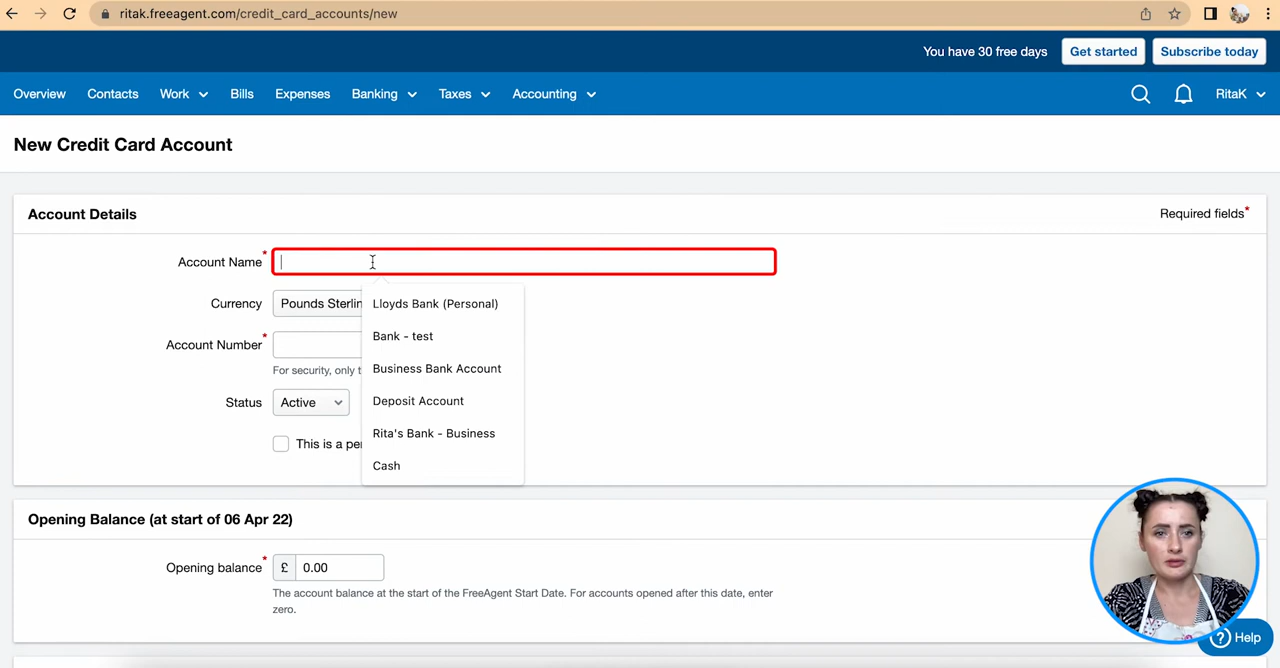 ritak.freeagent.com/credit_card_accounts/new
You have 30 free days
Get started
Subscribe today
Overview
Contacts
Work
Bills
Expenses
Banking
Taxes
Accounting
RitaK
New Credit Card Account
Account Details
Required fields*
Account Name*
Currency
Pounds Sterlin
Lloyds Bank (Personal)
Bank - test
Account Number*
For security, only t
Business Bank Account
Status
Active
Deposit Account
Rita's Bank - Business
This is a per
Cash
Opening Balance (at start of 06 Apr 22)
Opening balance*
£
0.00
The account balance at the start of the FreeAgent Start Date. For accounts opened after this date, enter
zero.
? Help